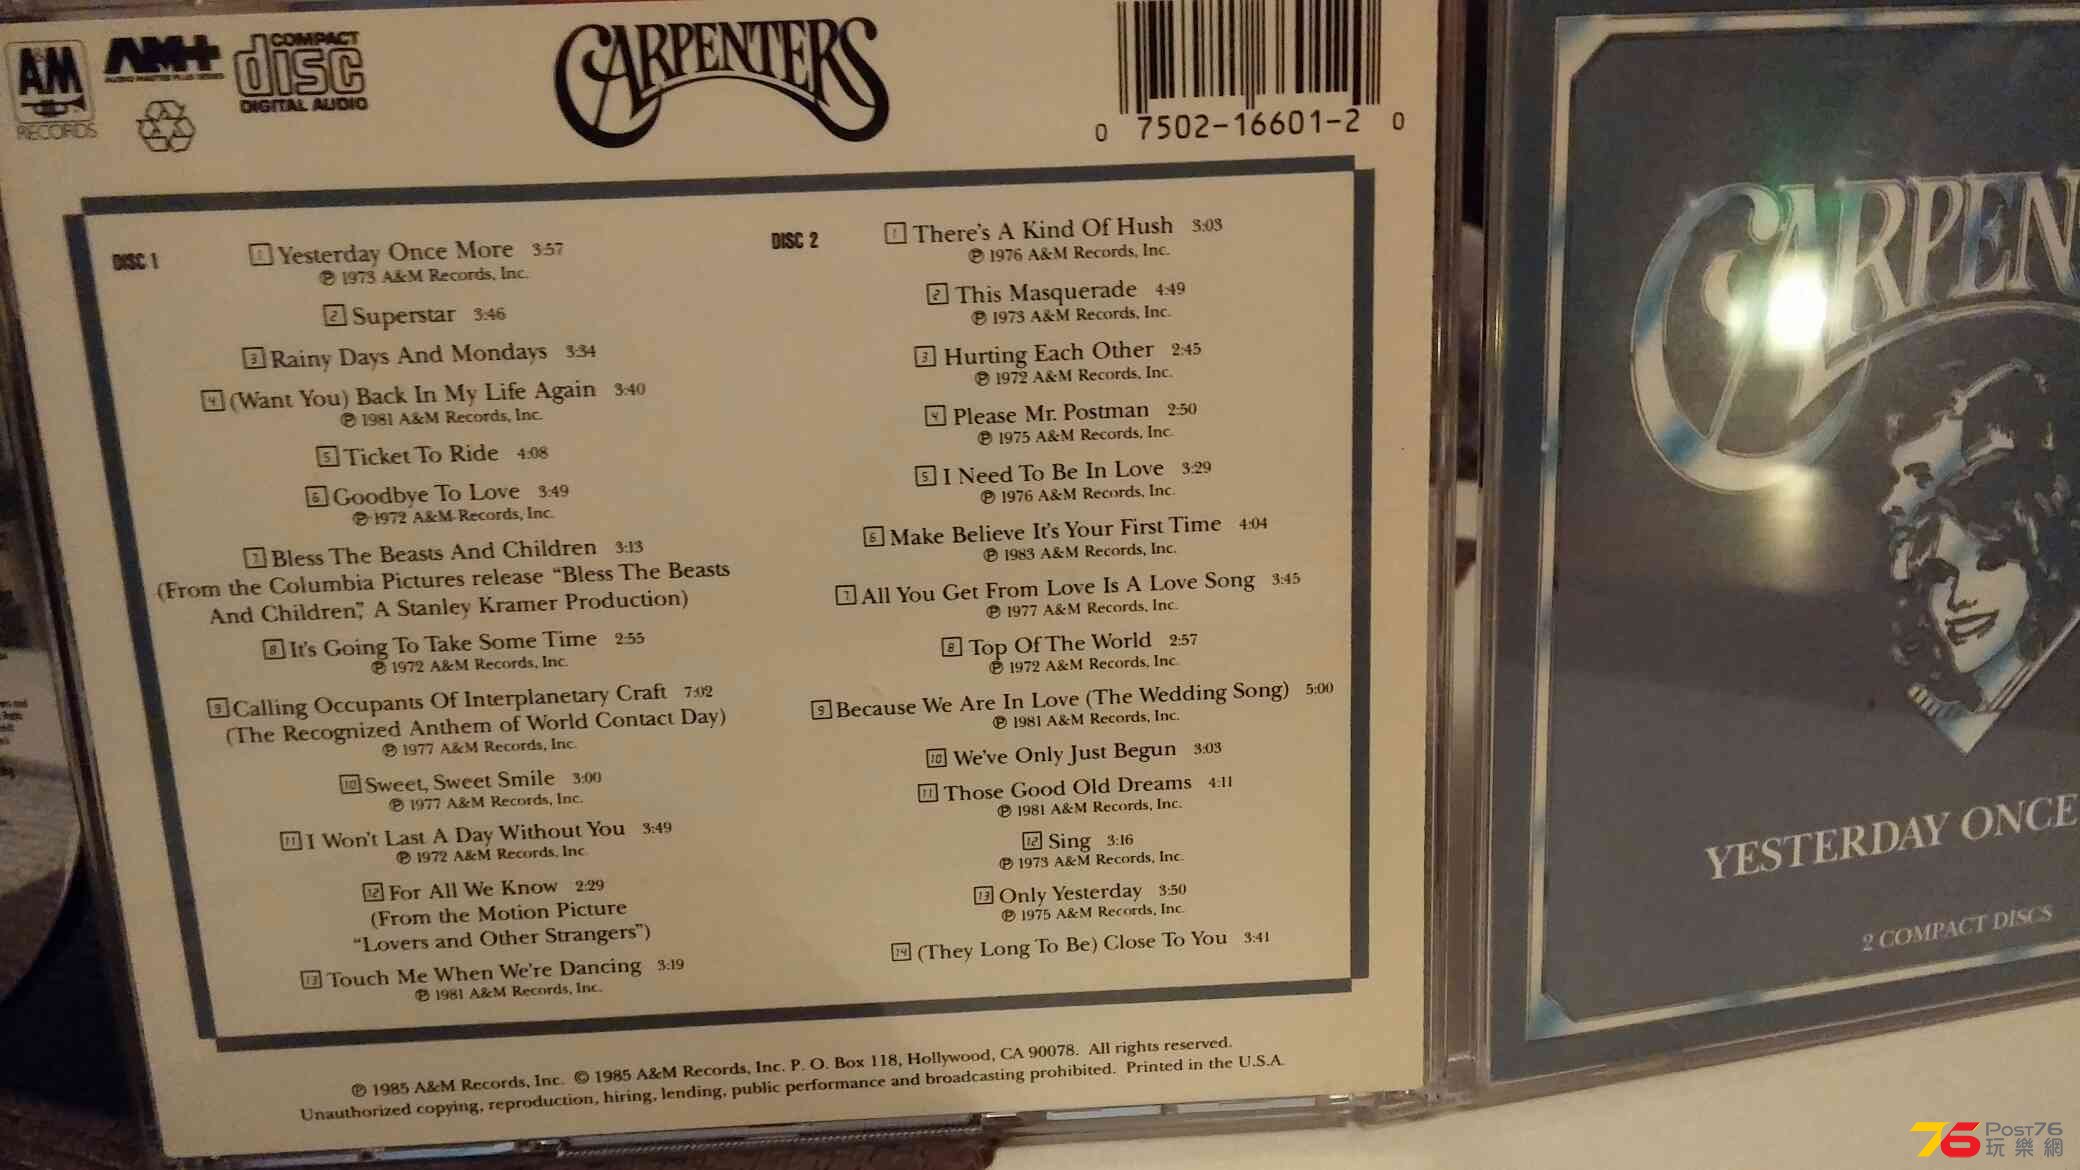 A&M
RECORDS
AM+
AUDIO MASTER PLUS SERIES
COMPACT
disc
DIGITAL AUDIO
CARPENTERS
0 7502-16601-2 0
DISC 1
1 Yesterday Once More 3:57
℗ 1973 A&M Records, Inc.
2 Superstar 3:46
3 Rainy Days And Mondays 3:34
4 (Want You) Back In My Life Again 3:40
℗ 1981 A&M Records, Inc.
5 Ticket To Ride 4:08
6 Goodbye To Love 3:49
℗ 1972 A&M Records, Inc.
7 Bless The Beasts And Children 3:13
(From the Columbia Pictures release "Bless The Beasts
And Children," A Stanley Kramer Production)
8 It's Going To Take Some Time 2:55
℗ 1972 A&M Records, Inc.
9 Calling Occupants Of Interplanetary Craft 7:02
(The Recognized Anthem of World Contact Day)
℗ 1977 A&M Records, Inc.
10 Sweet, Sweet Smile 3:00
℗ 1977 A&M Records, Inc.
11 I Won't Last A Day Without You 3:49
℗ 1972 A&M Records, Inc.
12 For All We Know 2:29
(From the Motion Picture
"Lovers and Other Strangers")
13 Touch Me When We're Dancing 3:19
℗ 1981 A&M Records, Inc.
DISC 2
1 There's A Kind Of Hush 3:03
℗ 1976 A&M Records, Inc.
2 This Masquerade 4:49
℗ 1973 A&M Records, Inc.
3 Hurting Each Other 2:45
℗ 1972 A&M Records, Inc.
4 Please Mr. Postman 2:50
℗ 1975 A&M Records, Inc.
5 I Need To Be In Love 3:29
℗ 1976 A&M Records, Inc.
6 Make Believe It's Your First Time 4:04
℗ 1983 A&M Records, Inc.
7 All You Get From Love Is A Love Song 3:45
℗ 1977 A&M Records, Inc.
8 Top Of The World 2:57
℗ 1972 A&M Records, Inc.
9 Because We Are In Love (The Wedding Song) 5:00
℗ 1981 A&M Records, Inc.
10 We've Only Just Begun 3:03
11 Those Good Old Dreams 4:11
℗ 1981 A&M Records, Inc.
12 Sing 3:16
℗ 1973 A&M Records, Inc.
13 Only Yesterday 3:50
℗ 1975 A&M Records, Inc.
14 (They Long To Be) Close To You 3:41
℗ 1985 A&M Records, Inc. © 1985 A&M Records, Inc. P. O. Box 118, Hollywood, CA 90078. All rights reserved.
Unauthorized copying, reproduction, hiring, lending, public performance and broadcasting prohibited. Printed in the U.S.A.
CARPEN
YESTERDAY ONCE
2 COMPACT DISCS
76 POST76
玩樂網